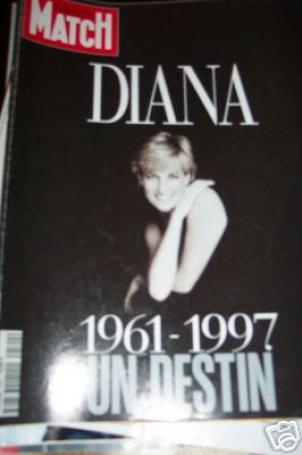 MATCH
DIANA
1961-1997
UN DESTIN